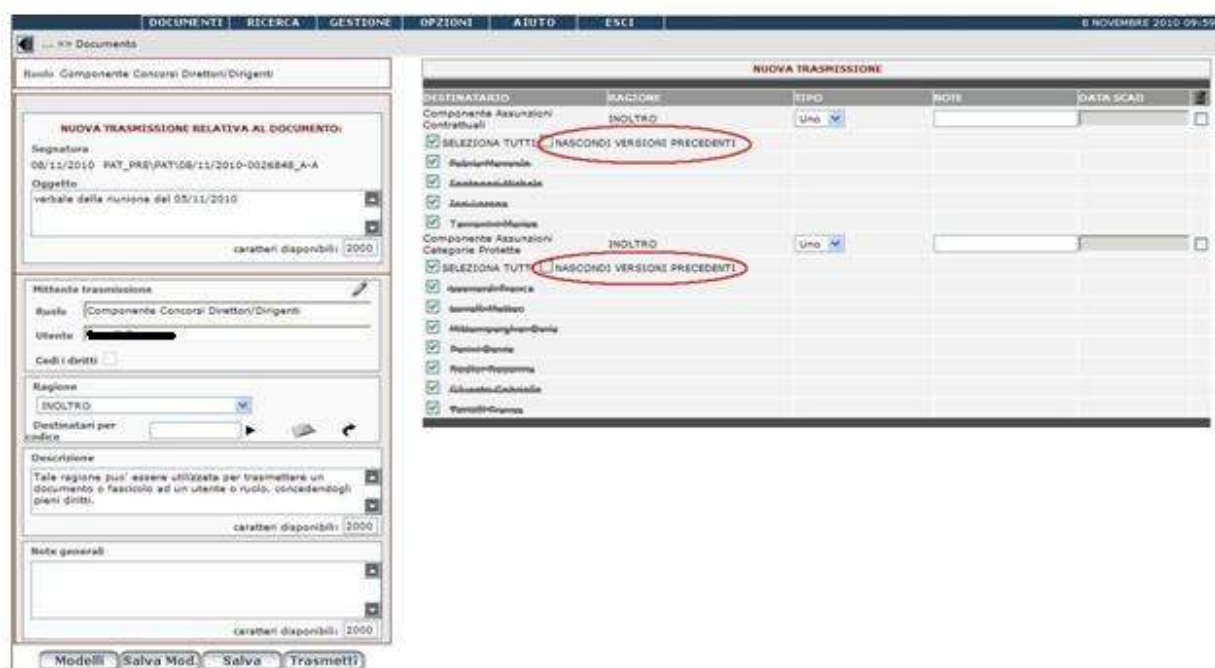 DOCUMENTI RICERCA GESTIONE OPZIONI AIUTO ESCI 8 NOVEMBRE 2010 09:59
... >> Documento
Ruolo Componente Concorsi Direttori/Dirigenti
NUOVA TRASMISSIONE RELATIVA AL DOCUMENTO:
Segnatura
08/11/2010 PAT_PRE\PAT\08/11/2010-0026848_A-A
Oggetto
verbale della riunione del 05/11/2010
caratteri disponibili: 2000
Mittente trasmissione
Ruolo Componente Concorsi Direttori/Dirigenti
Utente
Cedi i diritti
Ragione
INOLTRO
Destinatari per
codice
Descrizione
Tale ragione puo' essere utilizzata per trasmettere un
documento o fascicolo ad un utente o ruolo, concedendogli
pieni diritti.
caratteri disponibili: 2000
Note generali
caratteri disponibili: 2000
Modelli Salva Mod. Salva Trasmetti
NUOVA TRASMISSIONE
DESTINATARIO RAGIONE TIPO NOTE DATA SCAD
Componente Assunzioni
Contrattuali INOLTRO Uno
SELEZIONA TUTTI NASCONDI VERSIONI PRECEDENTI
Componente Assunzioni
Categorie Protette INOLTRO Uno
SELEZIONA TUTTI NASCONDI VERSIONI PRECEDENTI